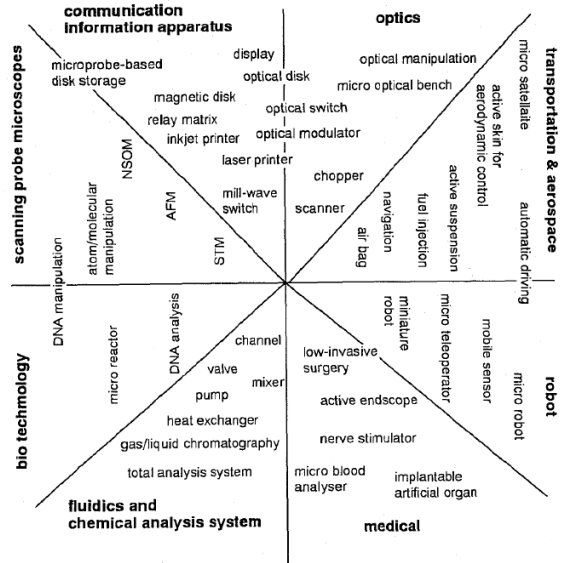 communication
information apparatus
optics
microprobe-based
disk storage
display
optical disk
magnetic disk
relay matrix
inkjet printer
optical switch
optical modulator
laser printer
mill-wave
switch
optical manipulation
micro optical bench
chopper
scanner
scanning probe microscopes
NSOM
AFM
STM
atom/molecular
manipulation
DNA manipulation
transportation & aerospace
micro satellaite
active skin for
aerodynamic control
active suspension
fuel injection
navigation
air bag
automatic driving
bio technology
micro reactor
DNA analysis
channel
valve
mixer
pump
heat exchanger
gas/liquid chromatography
total analysis system
fluidics and
chemical analysis system
low-invasive
surgery
active endscope
nerve stimulator
micro blood
analyser
implantable
artificial organ
medical
miniature
robot
micro teleoperator
mobile sensor
micro robot
robot